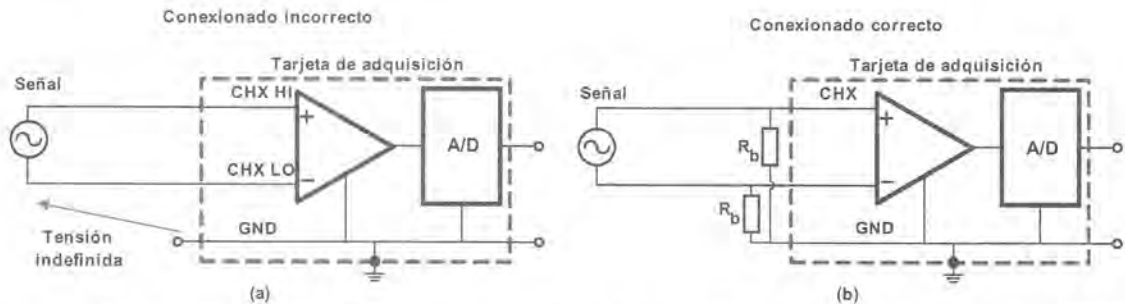 Conexionado incorrecto
Tarjeta de adquisición
Señal
CHX HI
+
A/D
CHX LO
−
GND
Tensión
indefinida
(a)
Conexionado correcto
Tarjeta de adquisición
Señal
CHX
+
A/D
Rb
−
Rb
GND
(b)